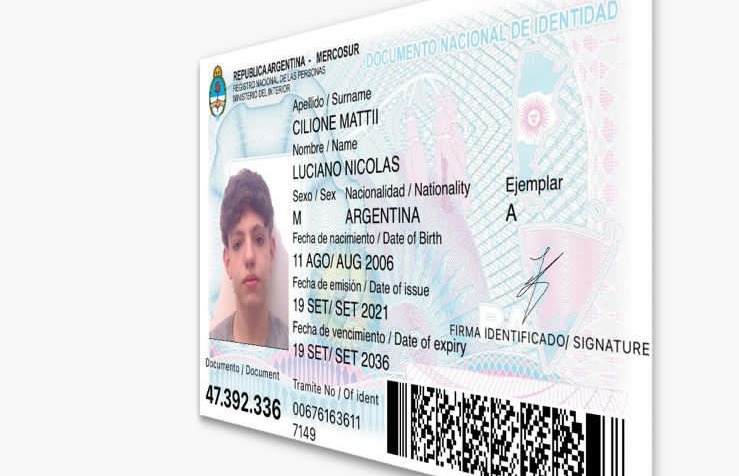 REPUBLICA ARGENTINA - MERCOSUR
REGISTRO NACIONAL DE LAS PERSONAS
MINISTERIO DEL INTERIOR
DOCUMENTO NACIONAL DE IDENTIDAD
Apellido / Surname
CILIONE MATTII
Nombre / Name
LUCIANO NICOLAS
Sexo / Sex Nacionalidad / Nationality
M ARGENTINA
Ejemplar
A
Fecha de nacimiento / Date of Birth
11 AGO/ AUG 2006
Fecha de emisión / Date of issue
19 SET/ SET 2021
Fecha de vencimiento / Date of expiry
19 SET/ SET 2036
FIRMA IDENTIFICADO/ SIGNATURE
Documento / Document
47.392.336
Tramite No / Of ident
00676163611
7149